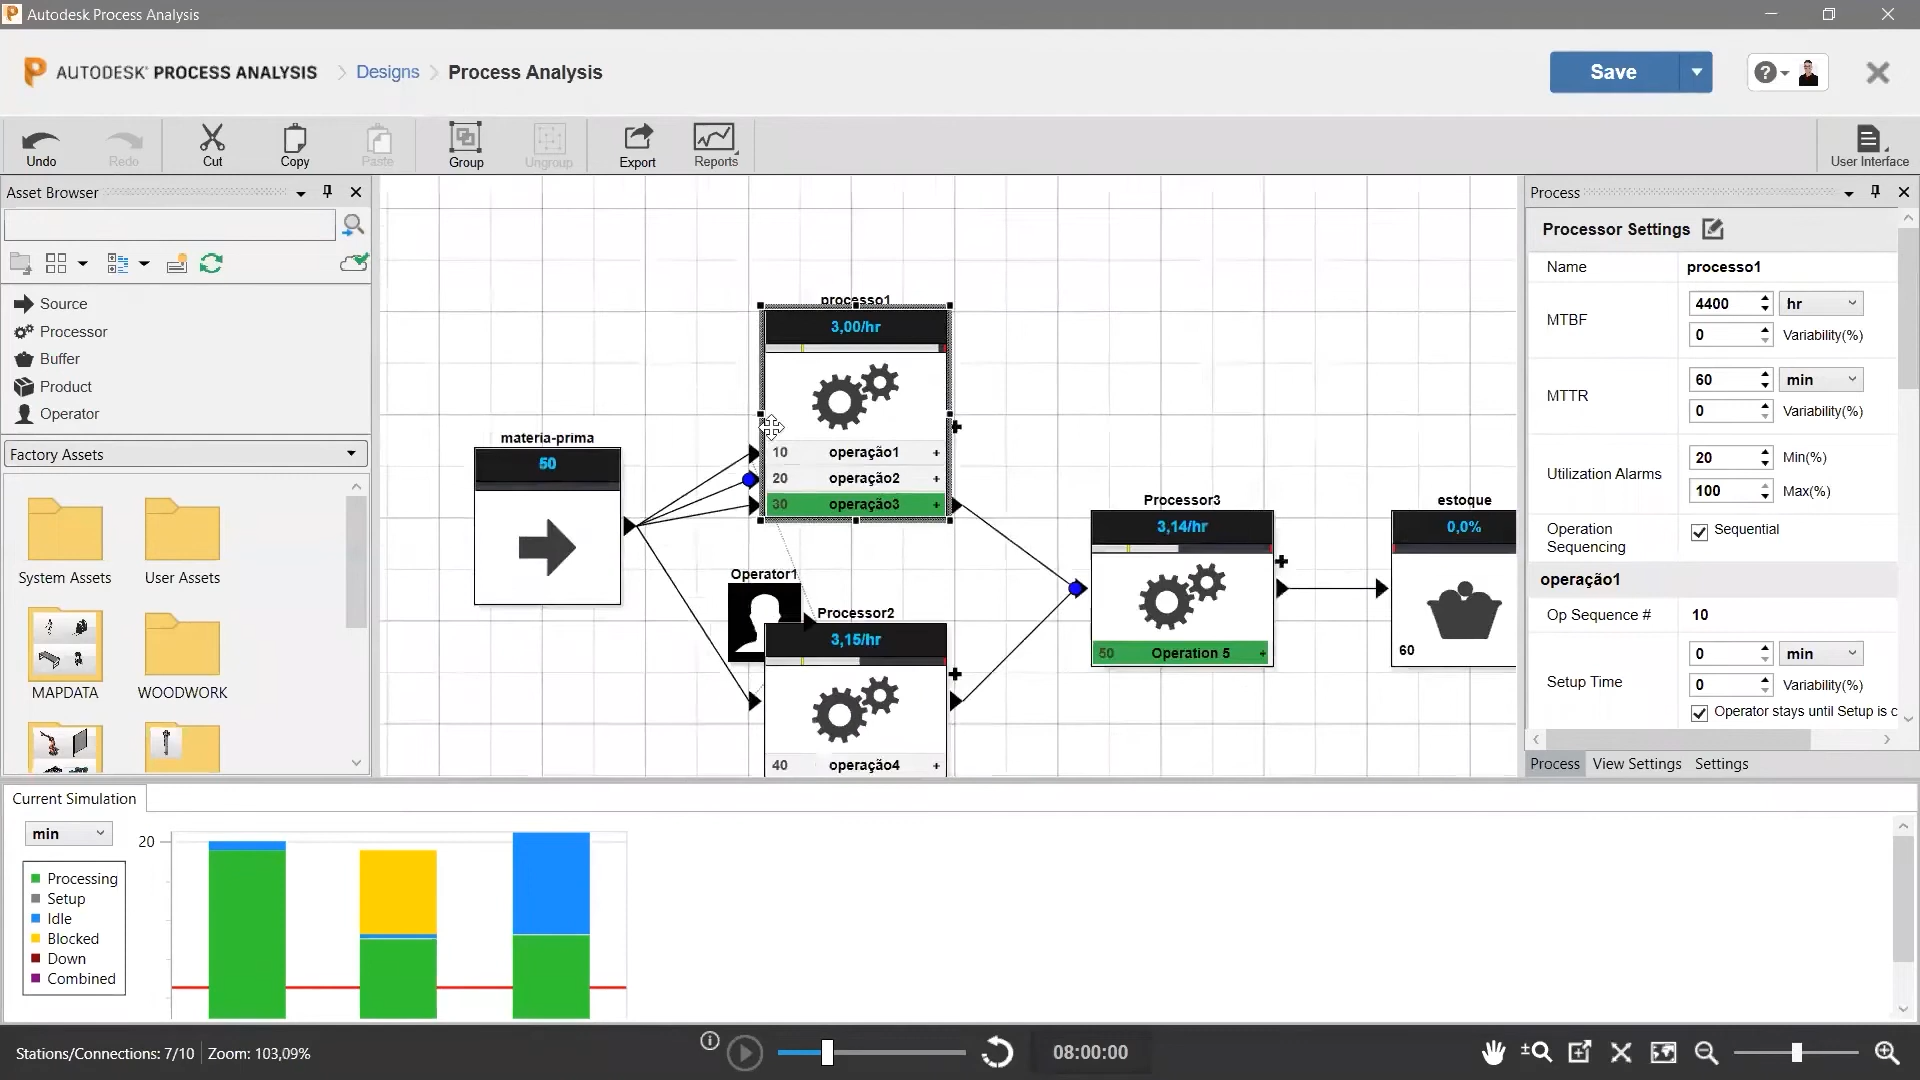 Autodesk Process Analysis
AUTODESK® PROCESS ANALYSIS
Designs
Process Analysis
Save
Undo
Redo
Cut
Copy
Paste
Group
Ungroup
Export
Reports
User Interface
Asset Browser
Source
Processor
Buffer
Product
Operator
Factory Assets
System Assets
User Assets
MAPDATA
WOODWORK
materia-prima
50
processo1
3,00/hr
10 operação1 +
20 operação2 +
30 operação3 +
Operator1
Processor2
3,15/hr
40 operação4 +
Processor3
3,14/hr
50 Operation 5 +
estoque
0,0%
60
Process
Processor Settings
Name processo1
MTBF
4400 hr
0 Variability(%)
MTTR
60 min
0 Variability(%)
Utilization Alarms
20 Min(%)
100 Max(%)
Operation Sequencing
Sequential
operação1
Op Sequence # 10
Setup Time
0 min
0 Variability(%)
Operator stays until Setup is c
Process View Settings Settings
Current Simulation
min
20
Processing
Setup
Idle
Blocked
Down
Combined
Stations/Connections: 7/10
Zoom: 103,09%
08:00:00